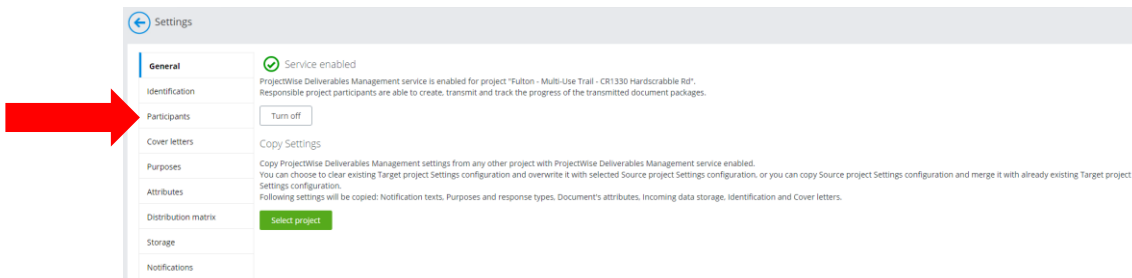 Settings
General
Identification
Participants
Cover letters
Purposes
Attributes
Distribution matrix
Storage
Notifications
Service enabled
ProjectWise Deliverables Management service is enabled for project "Fulton - Multi-Use Trail - CR1330 Hardscrabble Rd".
Responsible project participants are able to create, transmit and track the progress of the transmitted document packages.
Turn off
Copy Settings
Copy ProjectWise Deliverables Management settings from any other project with ProjectWise Deliverables Management service enabled.
You can choose to clear existing Target project Settings configuration and overwrite it with selected Source project Settings configuration, or you can copy Source project Settings configuration and merge it with already existing Target project
Settings configuration.
Following settings will be copied: Notification texts, Purposes and response types, Document's attributes, Incoming data storage, Identification and Cover letters.
Select project